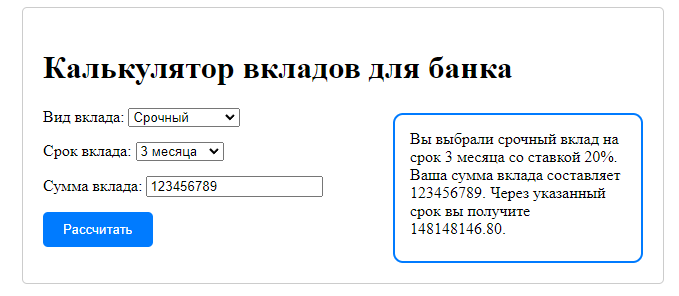 Калькулятор вкладов для банка
Вид вклада: Срочный
Срок вклада: 3 месяца
Сумма вклада: 123456789
Рассчитать
Вы выбрали срочный вклад на
срок 3 месяца со ставкой 20%.
Ваша сумма вклада составляет
123456789. Через указанный
срок вы получите
148148146.80.